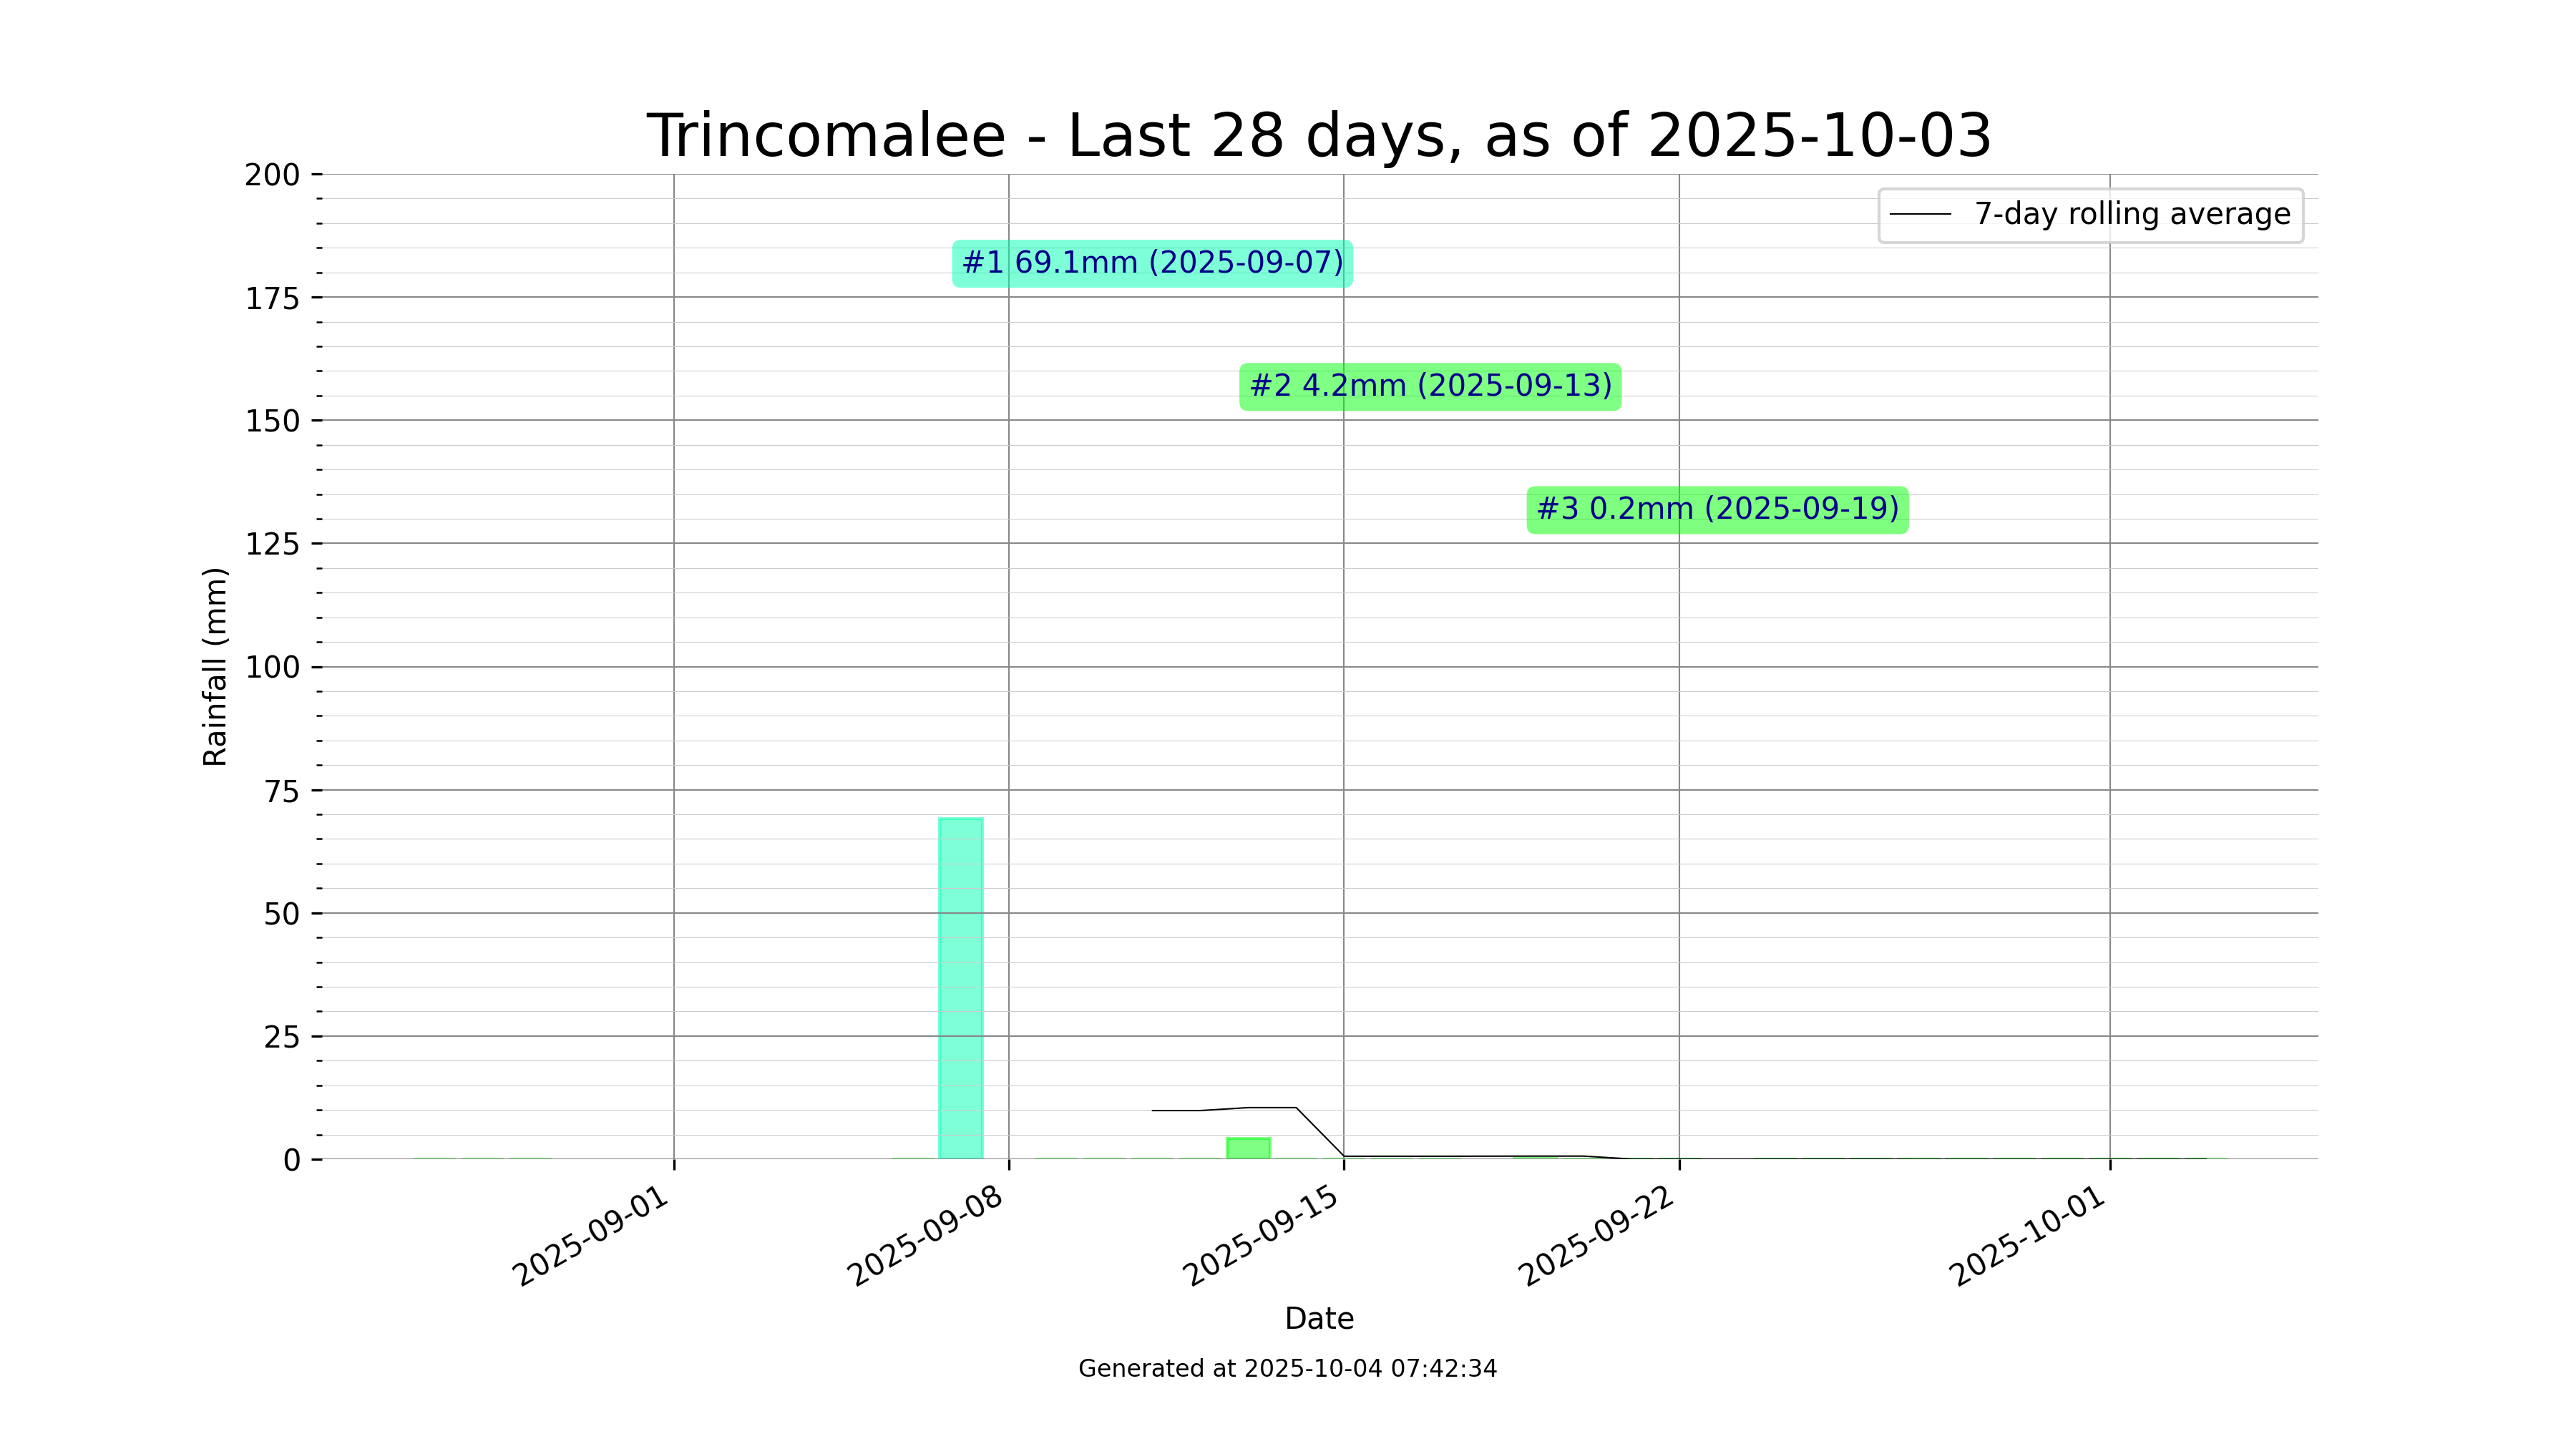 Trincomalee - Last 28 days, as of 2025-10-03
200
175
150
125
100
75
50
25
0
Rainfall (mm)
7-day rolling average
#1 69.1mm (2025-09-07)
#2 4.2mm (2025-09-13)
#3 0.2mm (2025-09-19)
2025-09-01
2025-09-08
2025-09-15
2025-09-22
2025-10-01
Date
Generated at 2025-10-04 07:42:34